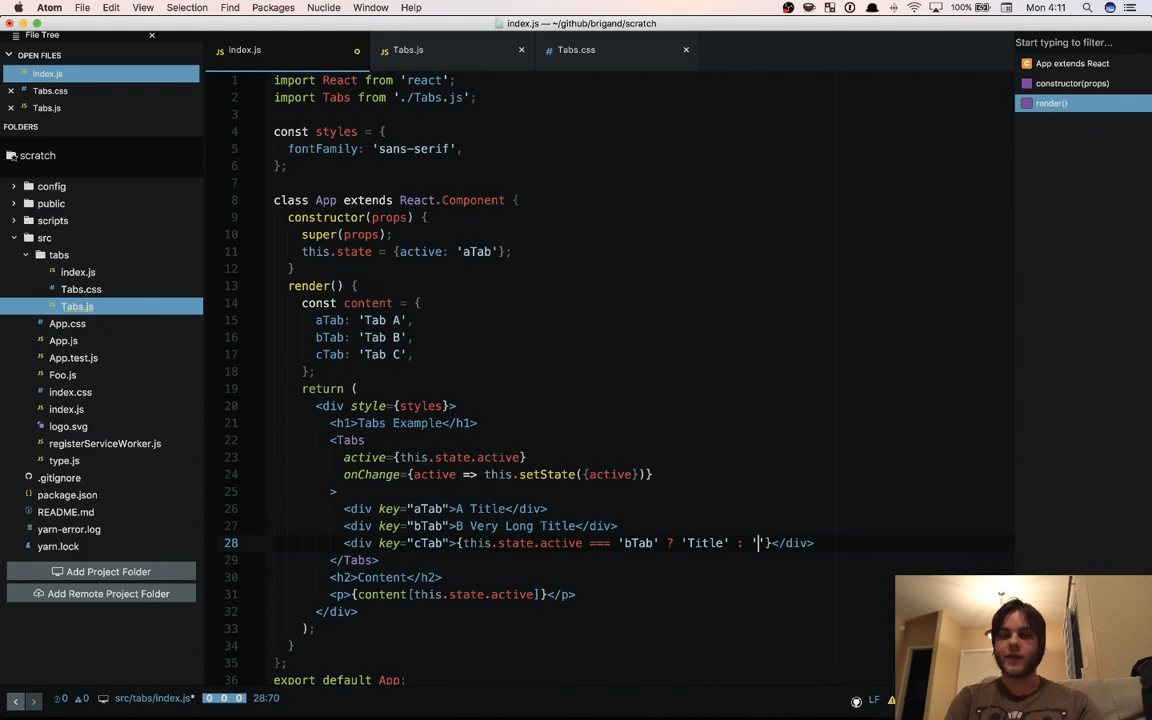 Atom File Edit View Selection Find Packages Nuclide Window Help 100% Mon 4:11
index.js — ~/github/brigand/scratch
File Tree
OPEN FILES
index.js
Tabs.css
Tabs.js
FOLDERS
scratch
config
public
scripts
src
tabs
index.js
Tabs.css
Tabs.js
App.css
App.js
App.test.js
Foo.js
index.css
index.js
logo.svg
registerServiceWorker.js
type.js
.gitignore
package.json
README.md
yarn-error.log
yarn.lock
Add Project Folder
Add Remote Project Folder
index.js Tabs.js Tabs.css
1 import React from 'react';
2 import Tabs from './Tabs.js';
3
4 const styles = {
5 fontFamily: 'sans-serif',
6 };
7
8 class App extends React.Component {
9 constructor(props) {
10 super(props);
11 this.state = {active: 'aTab'};
12 }
13 render() {
14 const content = {
15 aTab: 'Tab A',
16 bTab: 'Tab B',
17 cTab: 'Tab C',
18 };
19 return (
20 <div style={styles}>
21 <h1>Tabs Example</h1>
22 <Tabs
23 active={this.state.active}
24 onChange={active => this.setState({active})}
25 >
26 <div key="aTab">A Title</div>
27 <div key="bTab">B Very Long Title</div>
28 <div key="cTab">{this.state.active === 'bTab' ? 'Title' : ''}</div>
29 </Tabs>
30 <h2>Content</h2>
31 <p>{content[this.state.active]}</p>
32 </div>
33 );
34 }
35 };
36 export default App;
Start typing to filter...
App extends React
constructor(props)
render()
0 0 src/tabs/index.js* 0 0 0 28:70 LF